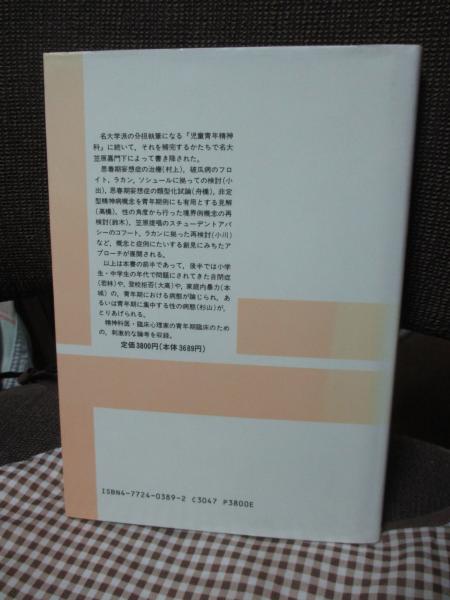 名大学派の分担執筆になる「児童青年精神
科」に続いて、それを補完するかたちで名大
笠原嘉門下によって書き降された。
思春期妄想症の治療(村上)、破瓜病のフロ
イト、ラカン、ソシュールに拠っての検討(小
出)、思春期妄想症の類型化試論(舟橋)、非定
型精神病概念を青年期例にも有用とする見解
(髙橋)、性の角度から行った境界例概念の再
検討(鈴木)、笠原提唱のスチューデントアパ
シーのコフート、ラカンに拠った再検討(小川)
など、概念と症例にたいする創見にみちたア
プローチが展開される。
以上は本書の前半であって、後半では小学
生・中学生の年代で問題にされてきた自閉症
(若林)や、登校拒否(大高)や、家庭内暴力(本
城)の、青年期における病態が論じられ、あ
るいは青年期に集中する性の病態(杉山)が、
とりあげられる。
精神科医・臨床心理家の青年期臨床のため
の、刺激的な論考を収録。
定価3800円(本体3689円)
ISBN4-7724-0389-2 C3047 P3800E